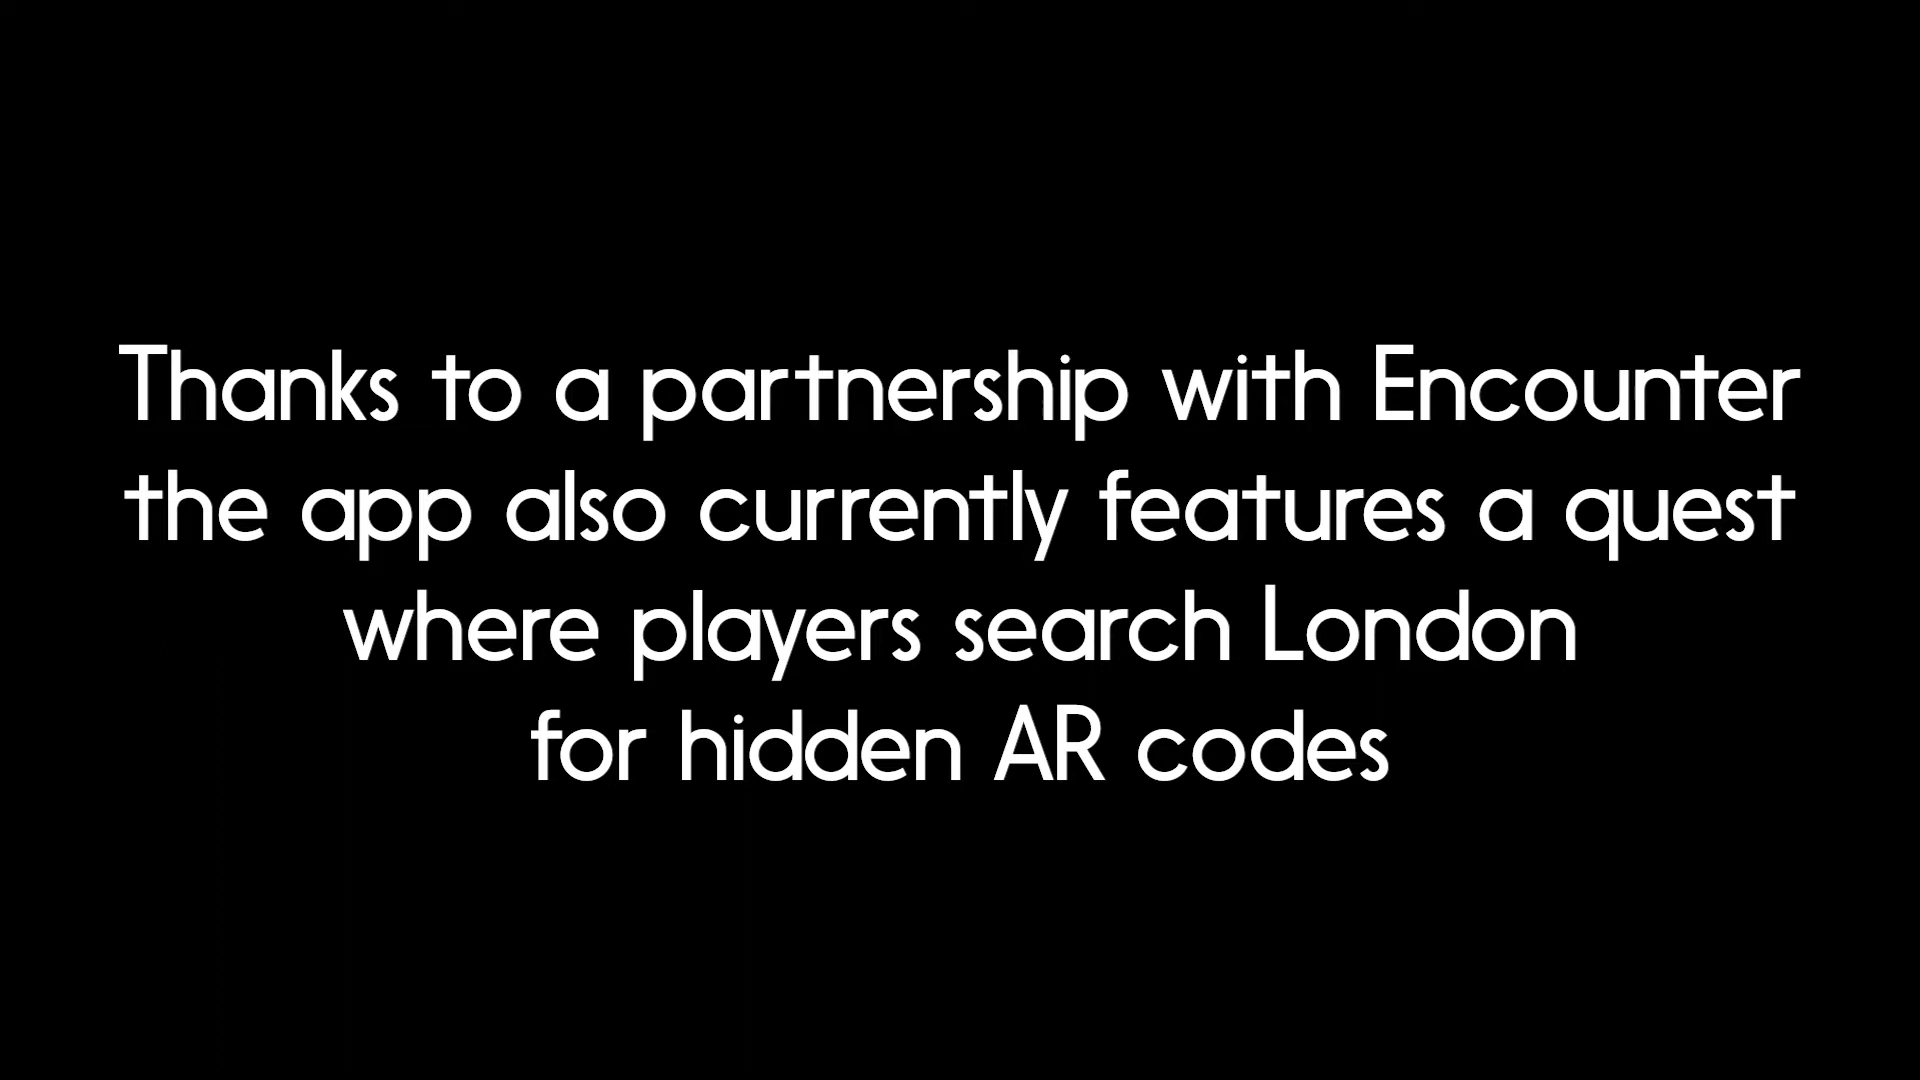 Thanks to a partnership with Encounter
the app also currently features a quest
where players search London
for hidden AR codes